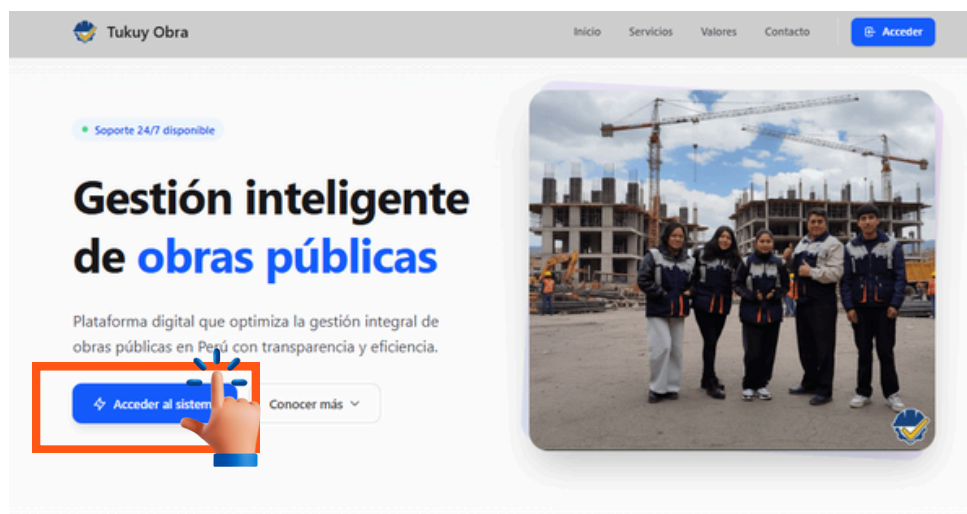 Tukuy Obra
Inicio Servicios Valores Contacto Acceder
Soporte 24/7 disponible
Gestión inteligente
de obras públicas
Plataforma digital que optimiza la gestión integral de
obras públicas en Perú con transparencia y eficiencia.
Acceder al sistem
Conocer más